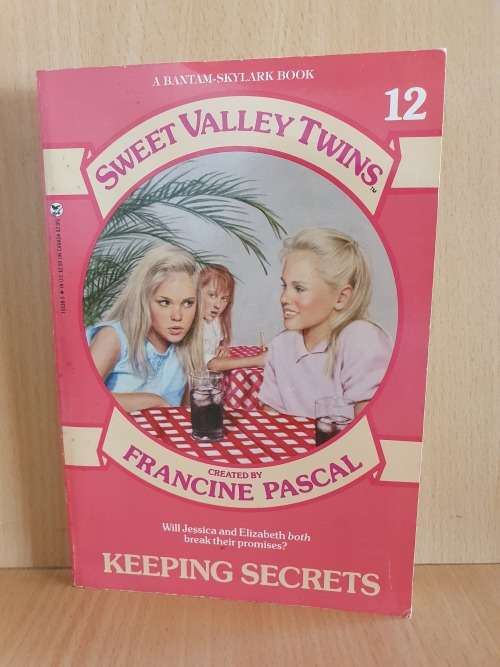 A BANTAM-SKYLARK BOOK
12
SWEET VALLEY TWINS™
CREATED BY
FRANCINE PASCAL
Will Jessica and Elizabeth both
break their promises?
KEEPING SECRETS